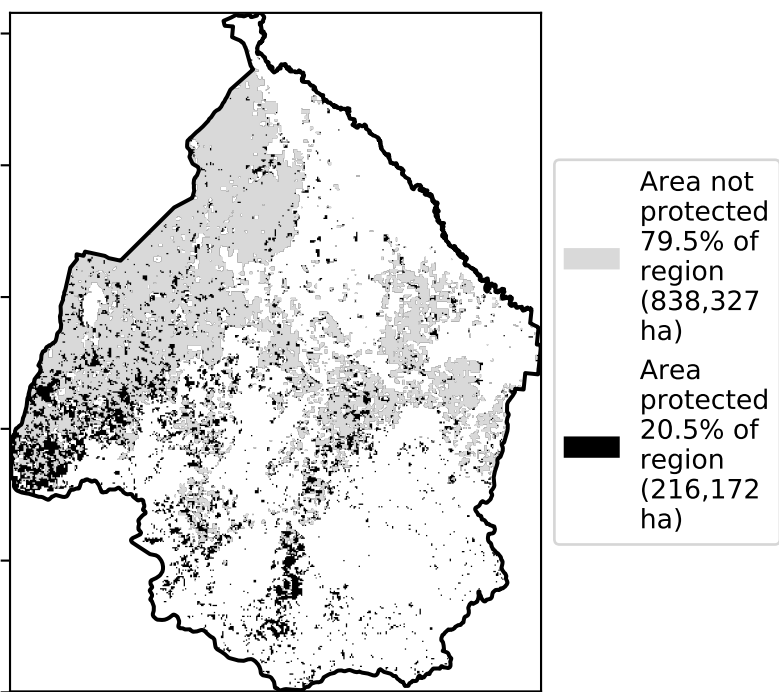 Area not
protected
79.5% of
region
(838,327
ha)
Area
protected
20.5% of
region
(216,172
ha)